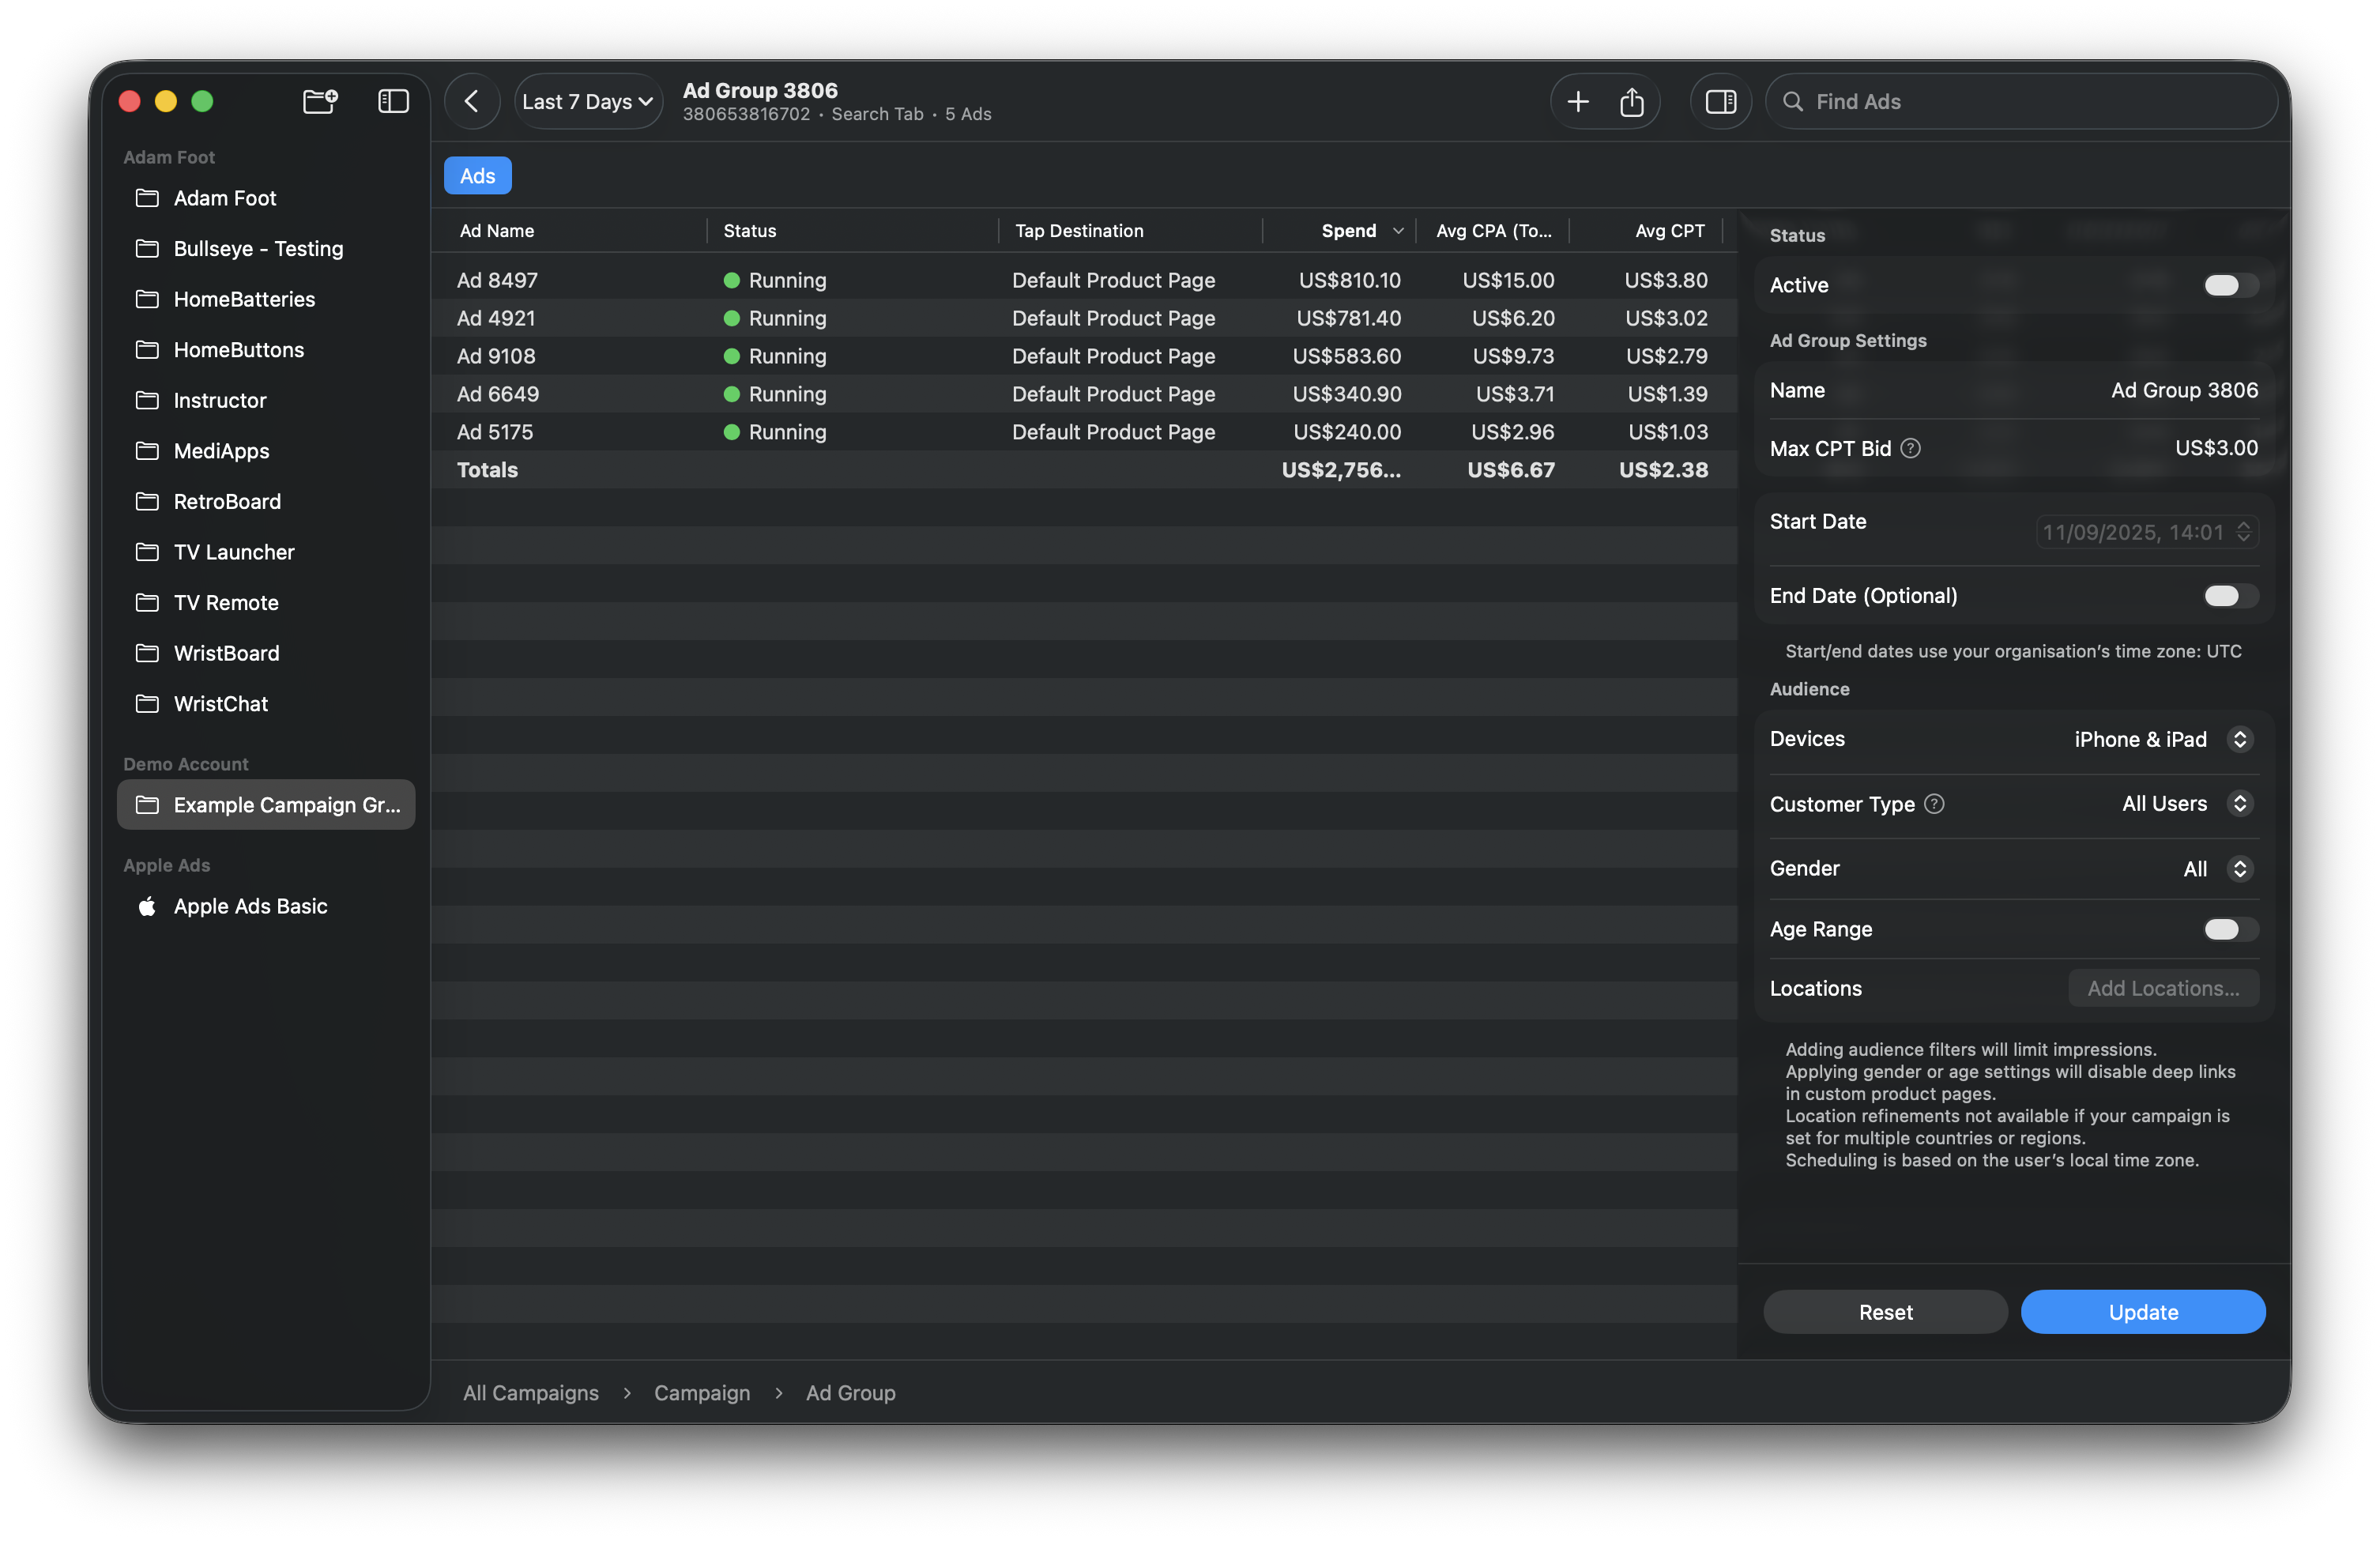 Adam Foot
Adam Foot
Bullseye - Testing
HomeBatteries
HomeButtons
Instructor
MediApps
RetroBoard
TV Launcher
TV Remote
WristBoard
WristChat
Demo Account
Example Campaign Gr...
Apple Ads
Apple Ads Basic
Last 7 Days
Ad Group 3806
380653816702 • Search Tab • 5 Ads
Find Ads
Ads
Ad Name Status Tap Destination Spend Avg CPA (To... Avg CPT
Ad 8497 Running Default Product Page US$810.10 US$15.00 US$3.80
Ad 4921 Running Default Product Page US$781.40 US$6.20 US$3.02
Ad 9108 Running Default Product Page US$583.60 US$9.73 US$2.79
Ad 6649 Running Default Product Page US$340.90 US$3.71 US$1.39
Ad 5175 Running Default Product Page US$240.00 US$2.96 US$1.03
Totals US$2,756... US$6.67 US$2.38
Status
Active
Ad Group Settings
Name Ad Group 3806
Max CPT Bid ? US$3.00
Start Date 11/09/2025, 14:01
End Date (Optional)
Start/end dates use your organisation’s time zone: UTC
Audience
Devices iPhone & iPad
Customer Type ? All Users
Gender All
Age Range
Locations Add Locations...
Adding audience filters will limit impressions.
Applying gender or age settings will disable deep links
in custom product pages.
Location refinements not available if your campaign is
set for multiple countries or regions.
Scheduling is based on the user’s local time zone.
Reset Update
All Campaigns > Campaign > Ad Group